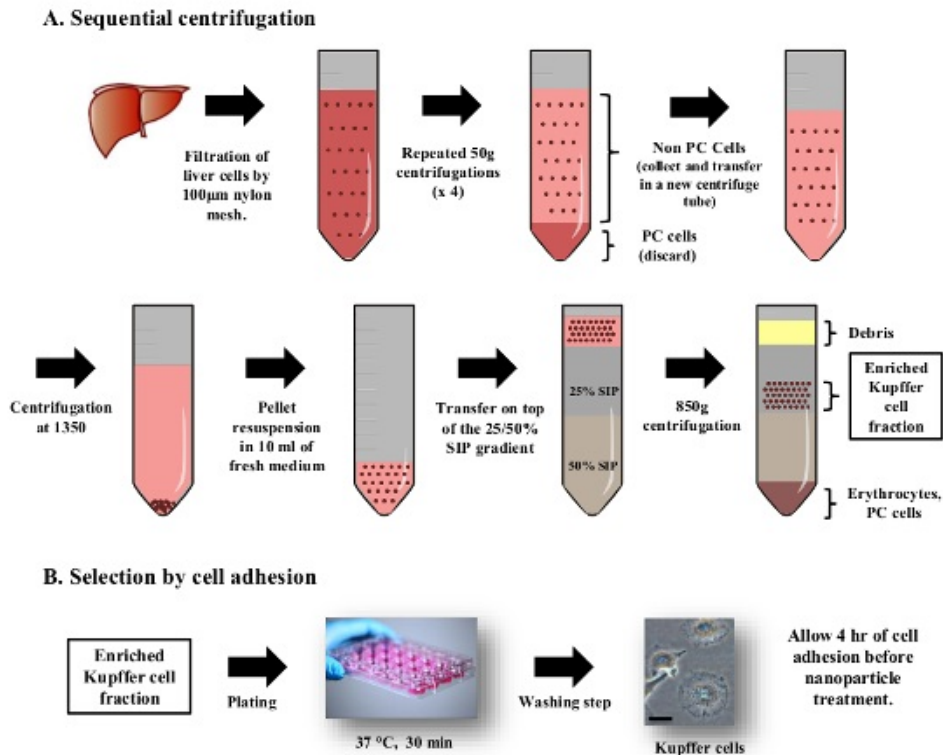 A. Sequential centrifugation
Filtration of
liver cells by
100μm nylon
mesh.
Repeated 50g
centrifugations
(x 4)
Non PC Cells
(collect and transfer
in a new centrifuge
tube)
PC cells
(discard)
Centrifugation
at 1350
Pellet
resuspension
in 10 ml of
fresh medium
Transfer on top
of the 25/50%
SIP gradient
25% SIP
50% SIP
850g
centrifugation
Debris
Enriched
Kupffer
cell
fraction
Erythrocytes,
PC cells
B. Selection by cell adhesion
Enriched
Kupffer cell
fraction
Plating
37 °C, 30 min
Washing step
Kupffer cells
Allow 4 hr of cell
adhesion before
nanoparticle
treatment.